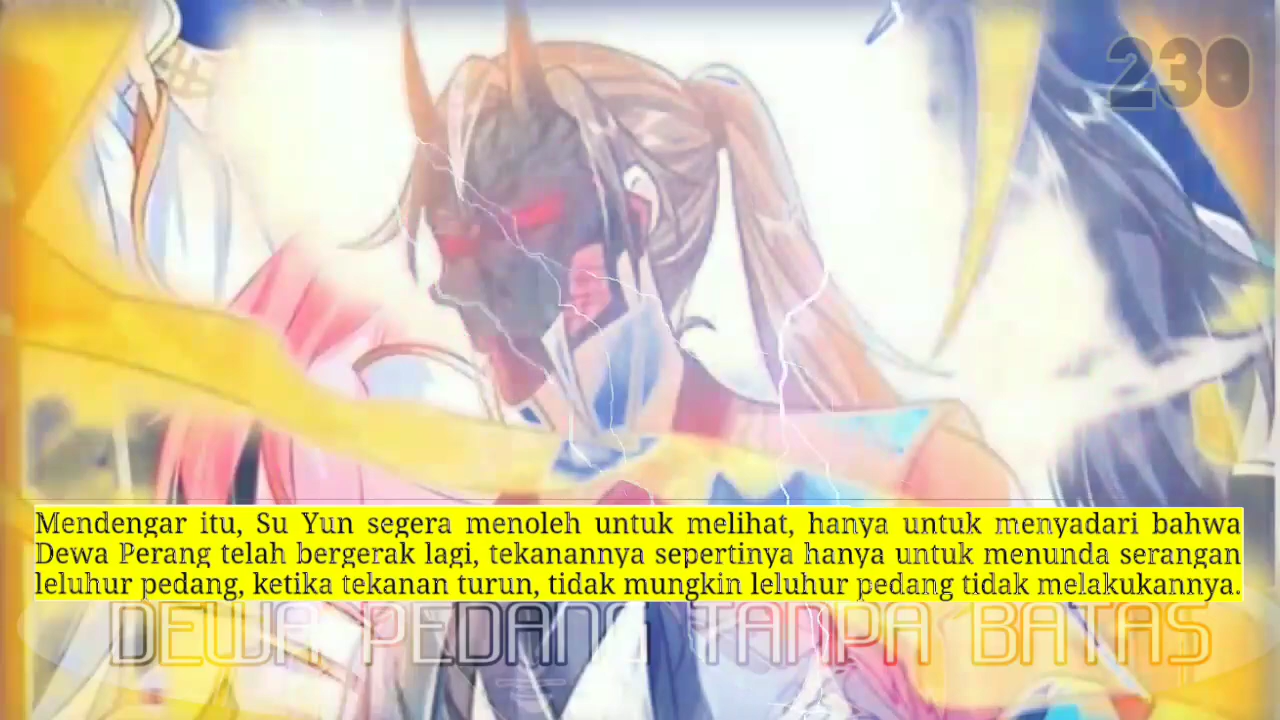 230
Mendengar itu, Su Yun segera menoleh untuk melihat, hanya untuk menyadari bahwa
Dewa Perang telah bergerak lagi, tekanannya sepertinya hanya untuk menunda serangan
leluhur pedang, ketika tekanan turun, tidak mungkin leluhur pedang tidak melakukannya.
DEWA PEDANG TANPA BATAS